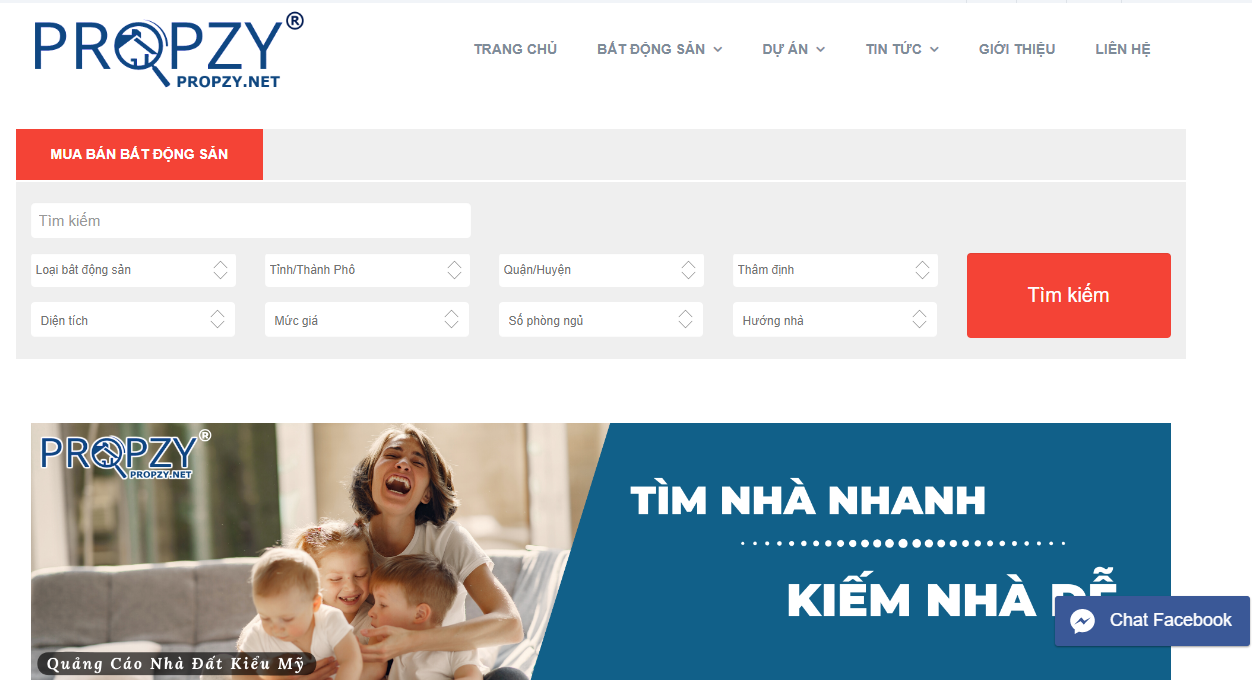 PROPZY®
PROPZY.NET
TRANG CHỦ BẤT ĐỘNG SẢN DỰ ÁN TIN TỨC GIỚI THIỆU LIÊN HỆ
MUA BÁN BẤT ĐỘNG SẢN
Tìm kiếm
Loại bất động sản Tỉnh/Thành Phố Quận/Huyện Thẩm định
Tìm kiếm
Diện tích Mức giá Số phòng ngủ Hướng nhà
PROPZY®
PROPZY.NET
TÌM NHÀ NHANH
KIẾM NHÀ DỄ
Chat Facebook
Quảng Cáo Nhà Đất Kiểu Mỹ